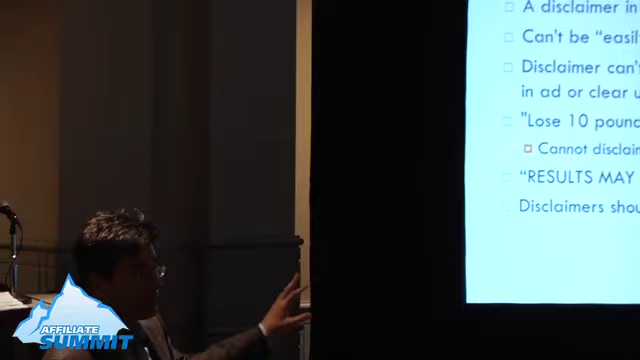 A disclaimer in
Can't be "easil
Disclaimer can'
in ad or clear u
"Lose 10 pound
Cannot disclaim
"RESULTS MAY
Disclaimers shou
AFFILIATE
SUMMIT